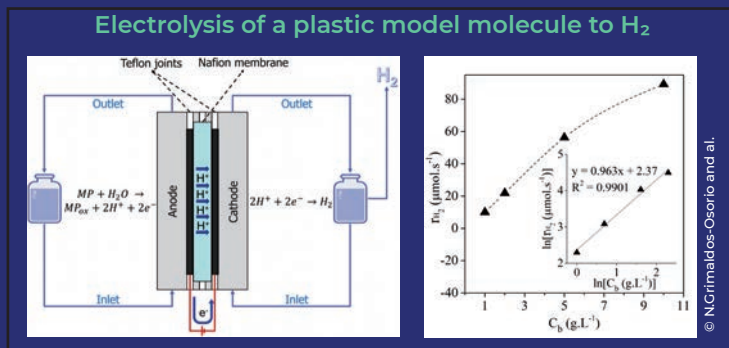 Electrolysis of a plastic model molecule to H₂
Teflon joints
Nafion membrane
H₂
Outlet
Outlet
MP + H₂O →
MPₒₓ + 2H⁺ + 2e⁻
Anode
H⁺
H⁺
H⁺
H⁺
H⁺
Cathode
2H⁺ + 2e⁻ → H₂
Inlet
Inlet
e⁻
r_H₂ (μmol.s⁻¹)
80
60
40
20
0
-20
-40
1
3
5
7
9
11
C_b (g.L⁻¹)
ln[r_H₂ (μmol.s⁻¹)]
5
4
3
2
y = 0.963x + 2.37
R² = 0.9901
0
1
2
ln[C_b (g.L⁻¹)]
© N.Grimaldos-Osorio and al.